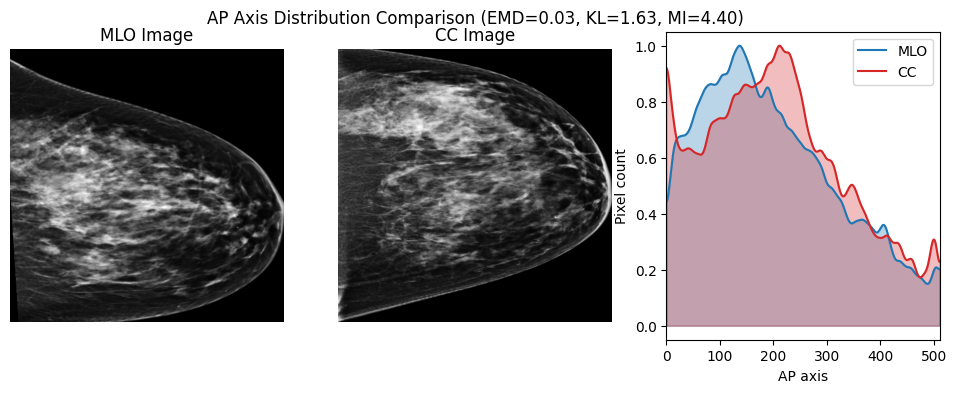 AP Axis Distribution Comparison (EMD=0.03, KL=1.63, MI=4.40)
MLO Image
CC Image
MLO
CC
Pixel count
1.0
0.8
0.6
0.4
0.2
0.0
0 100 200 300 400 500
AP axis